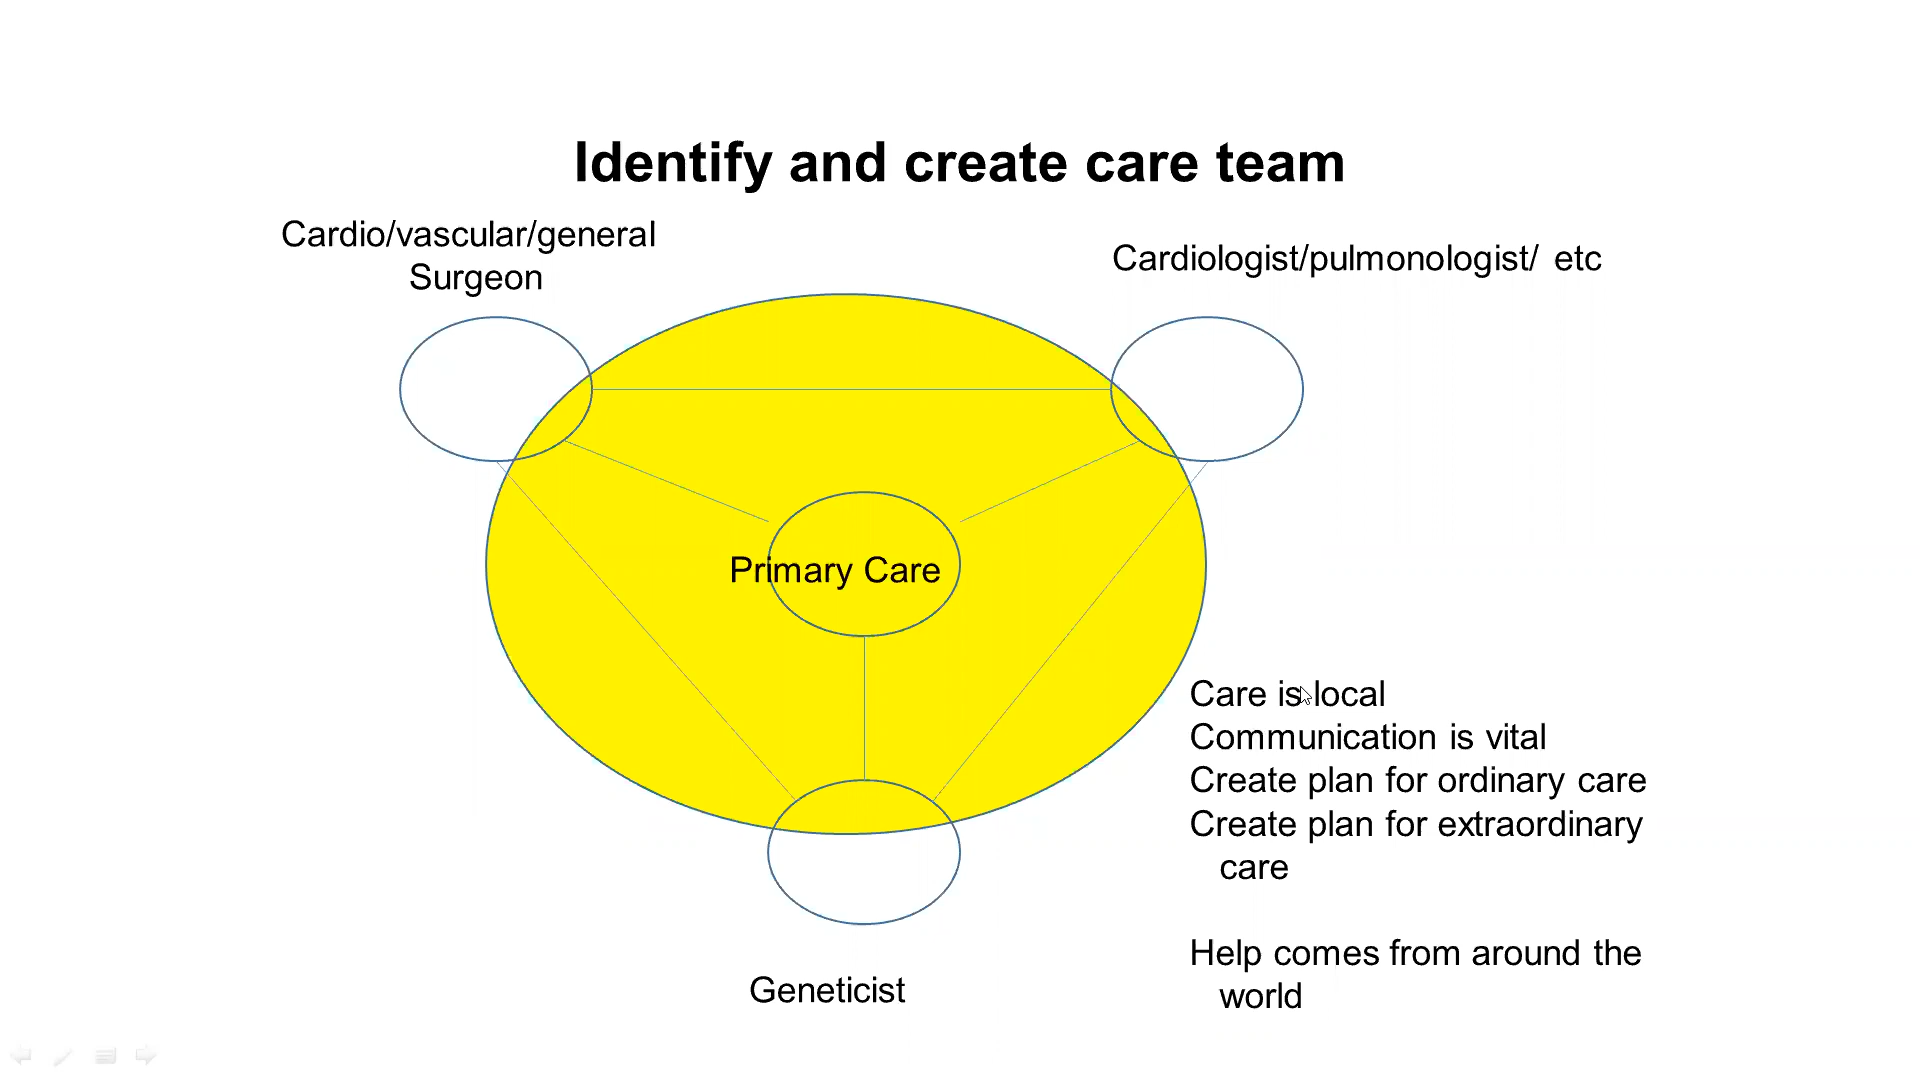 Identify and create care team
Cardio/vascular/general
Surgeon
Cardiologist/pulmonologist/ etc
Primary Care
Care is local
Communication is vital
Create plan for ordinary care
Create plan for extraordinary
care
Help comes from around the
world
Geneticist